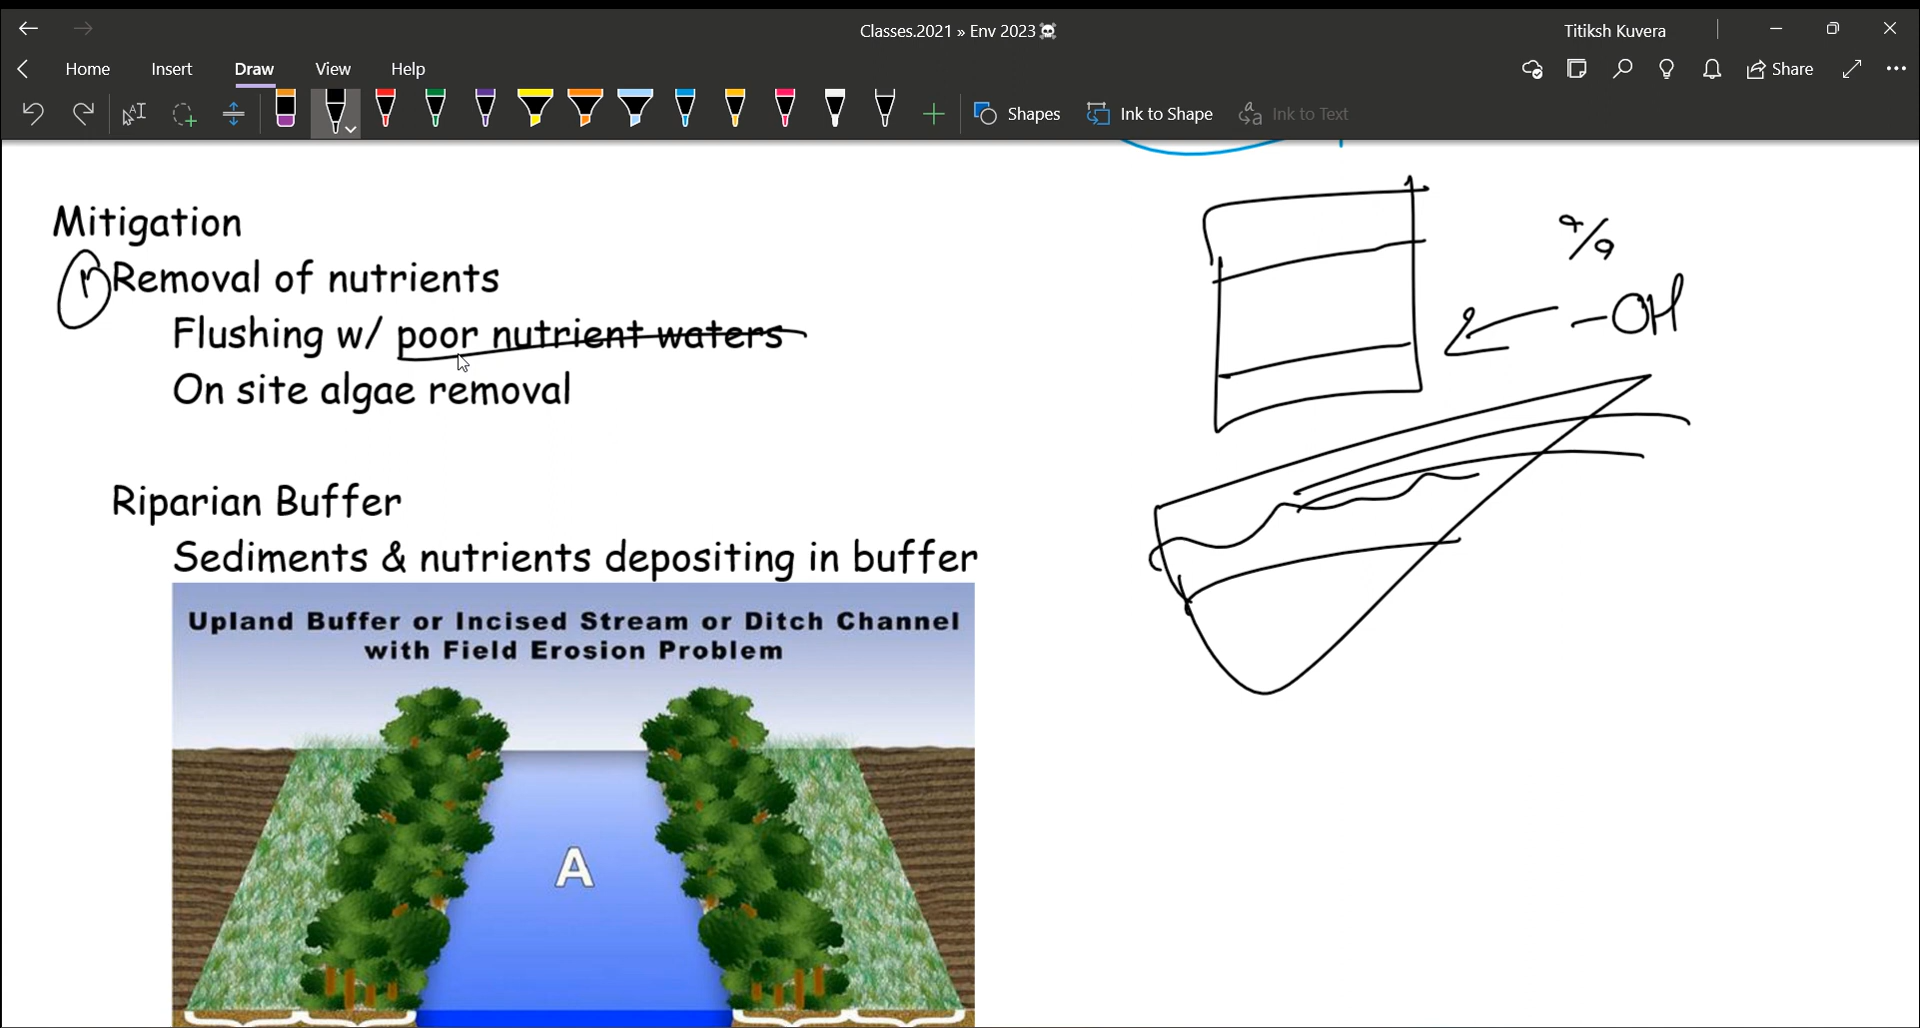 Classes.2021 » Env 2023☠
Titiksh Kuvera
Home Insert Draw View Help
Share
Shapes
Ink to Shape
Ink to Text
Mitigation
Removal of nutrients
Flushing w/ poor nutrient waters
On site algae removal
Riparian Buffer
Sediments & nutrients depositing in buffer
Upland Buffer or Incised Stream or Ditch Channel
with Field Erosion Problem
A
-OH